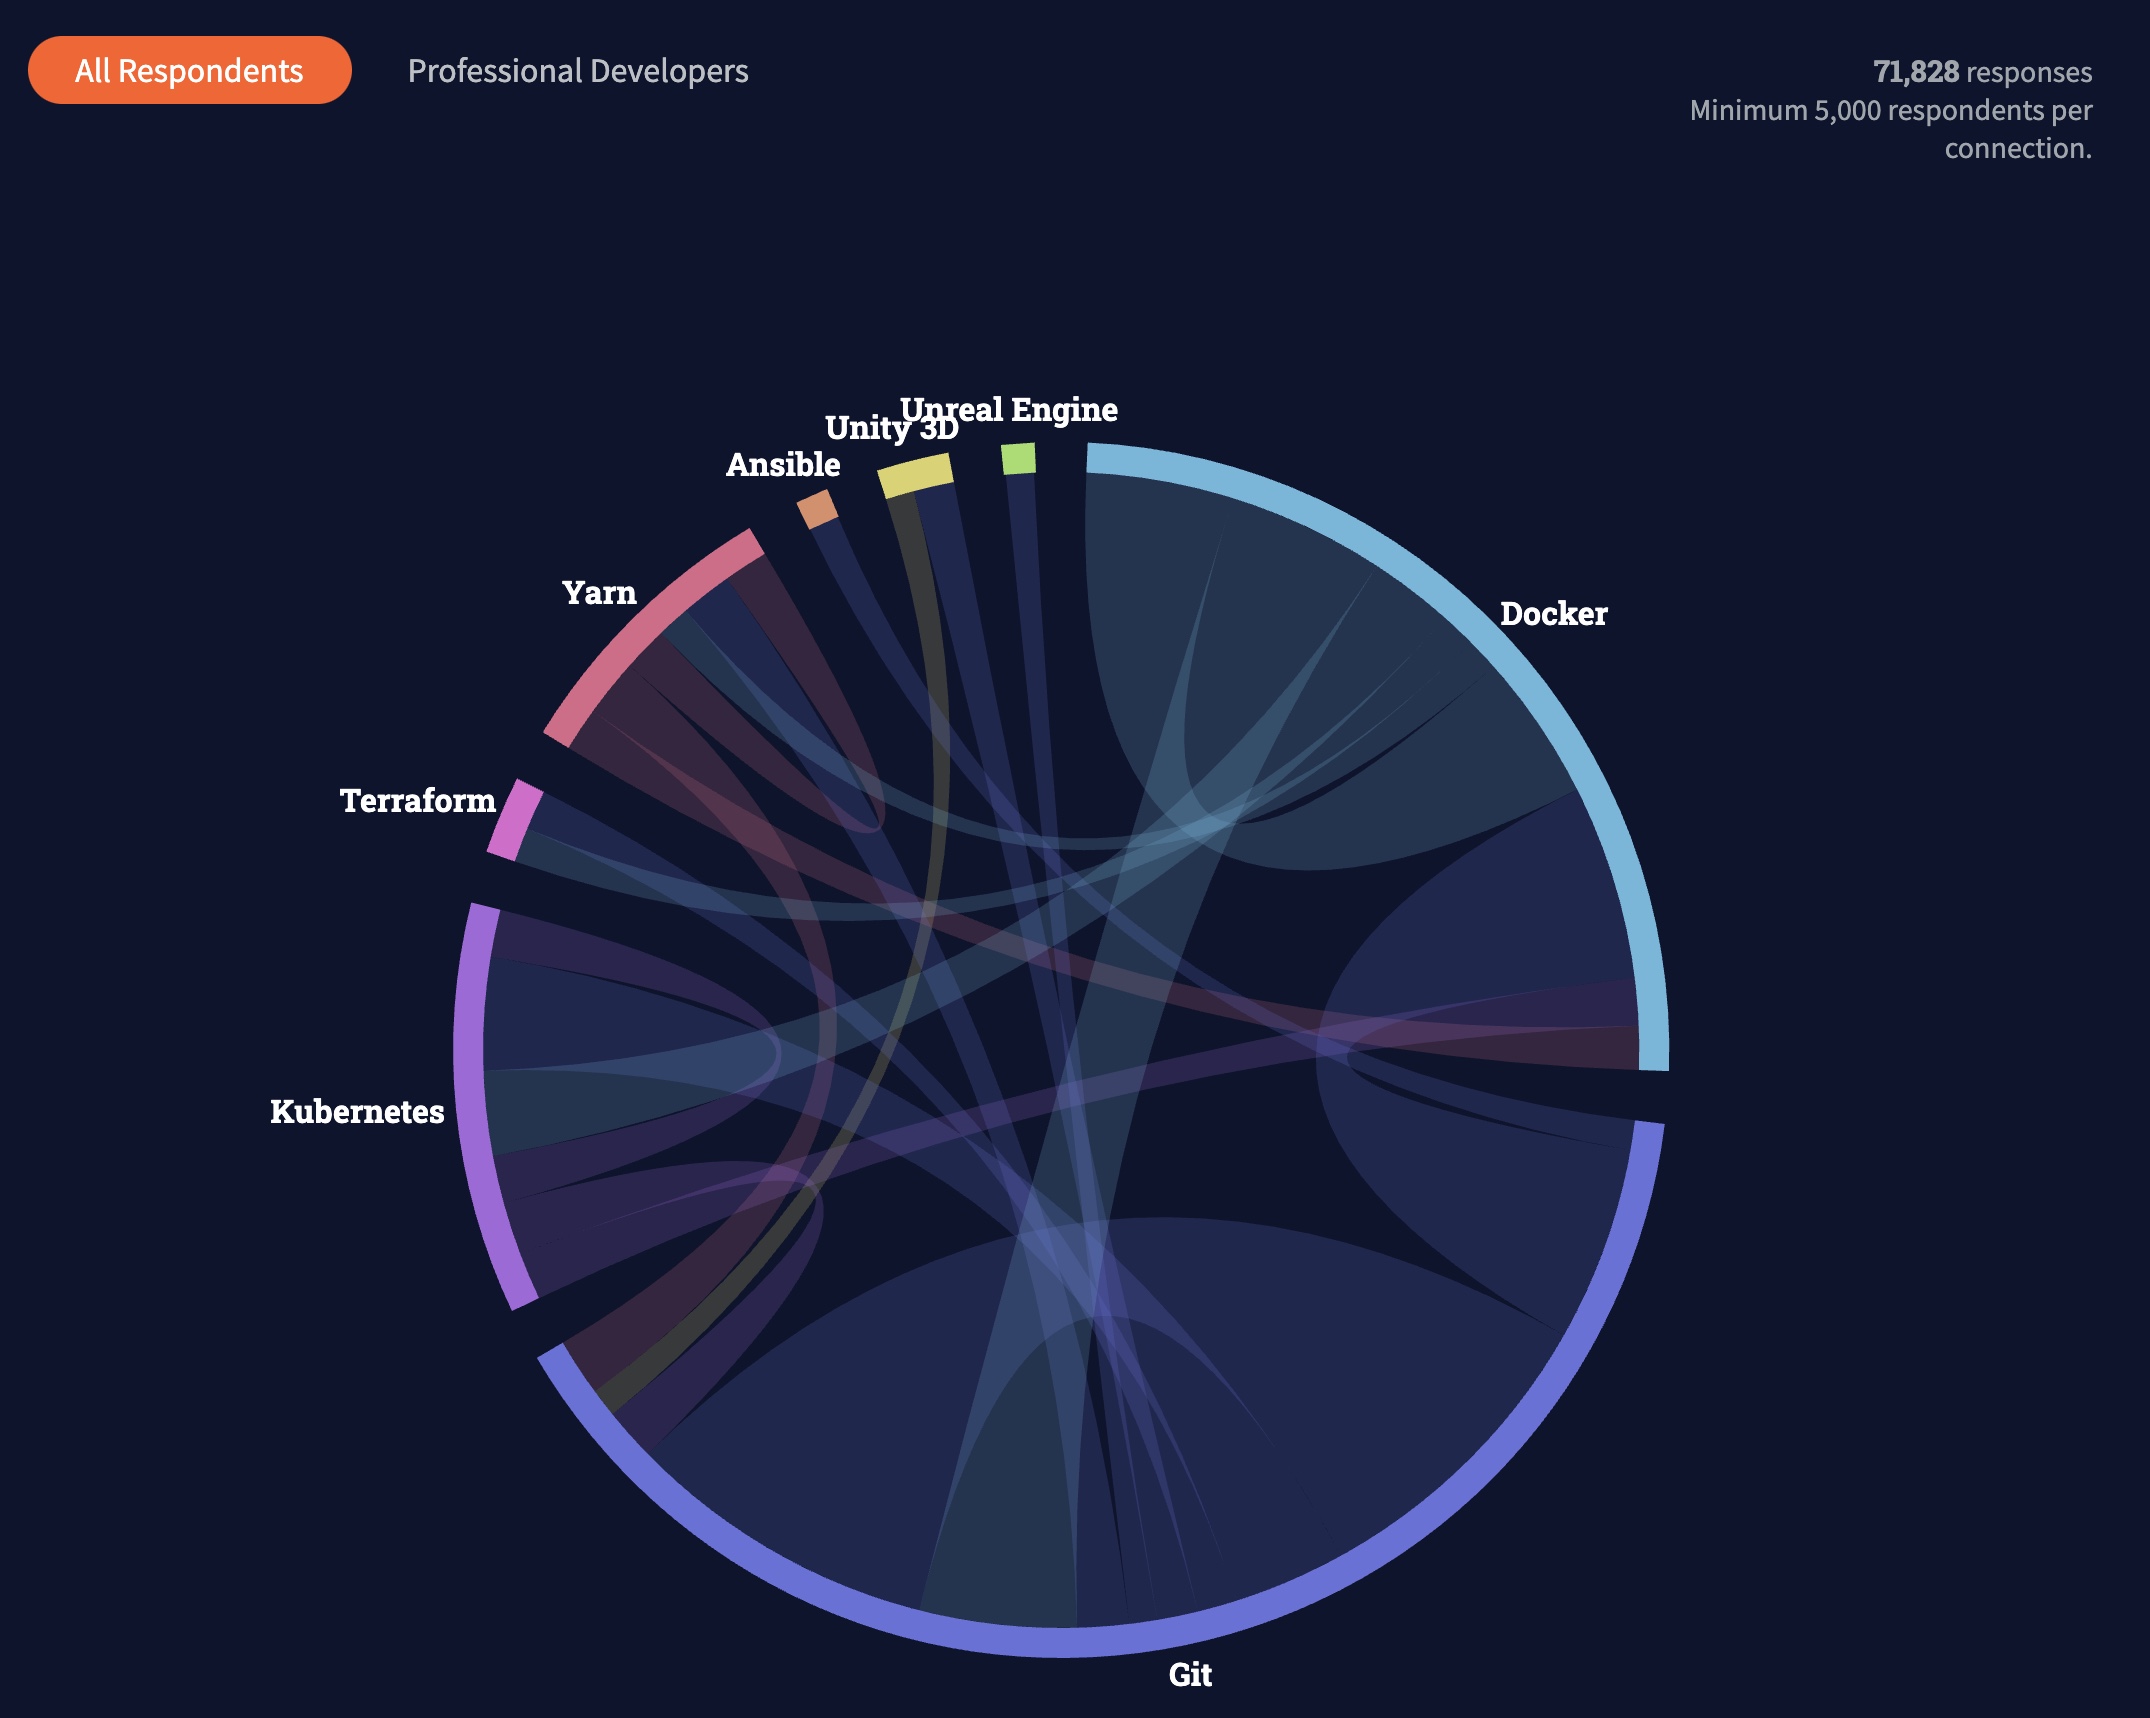 All Respondents
Professional Developers
71,828 responses
Minimum 5,000 respondents per
connection.
Unreal Engine
Unity 3D
Ansible
Yarn
Docker
Terraform
Kubernetes
Git